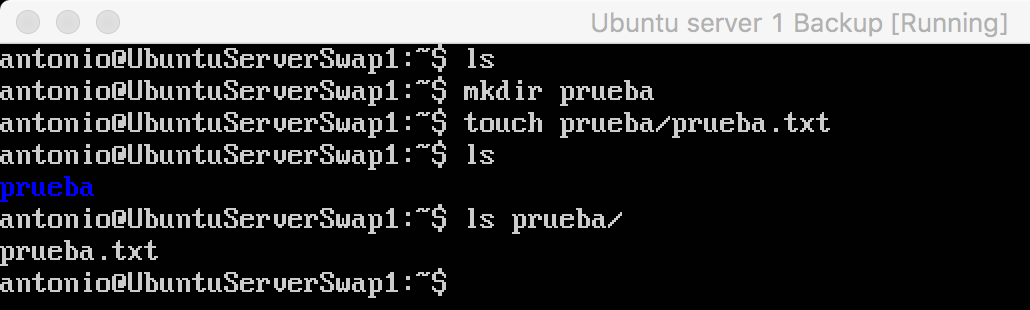 Ubuntu server 1 Backup [Running]
antonio@UbuntuServerSwap1:~$ ls
antonio@UbuntuServerSwap1:~$ mkdir prueba
antonio@UbuntuServerSwap1:~$ touch prueba/prueba.txt
antonio@UbuntuServerSwap1:~$ ls
prueba
antonio@UbuntuServerSwap1:~$ ls prueba/
prueba.txt
antonio@UbuntuServerSwap1:~$